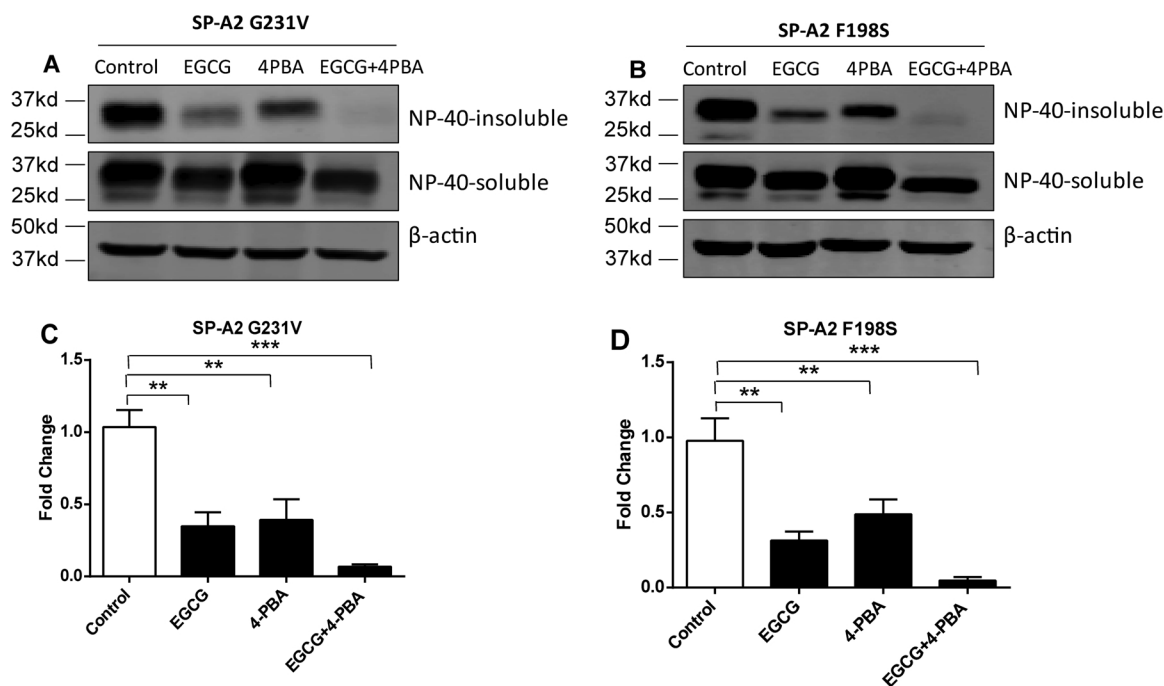 SP-A2 G231V
A
Control EGCG 4PBA EGCG+4PBA
37kd
25kd
NP-40-insoluble
37kd
25kd
NP-40-soluble
50kd
37kd
β-actin
SP-A2 F198S
B
Control EGCG 4PBA EGCG+4PBA
37kd
25kd
NP-40-insoluble
37kd
25kd
NP-40-soluble
50kd
37kd
β-actin
C
SP-A2 G231V
***
**
**
Fold Change
1.5
1.0
0.5
0.0
Control
EGCG
4-PBA
EGCG+4-PBA
D
SP-A2 F198S
***
**
**
Fold Change
1.5
1.0
0.5
0.0
Control
EGCG
4-PBA
EGCG+4-PBA